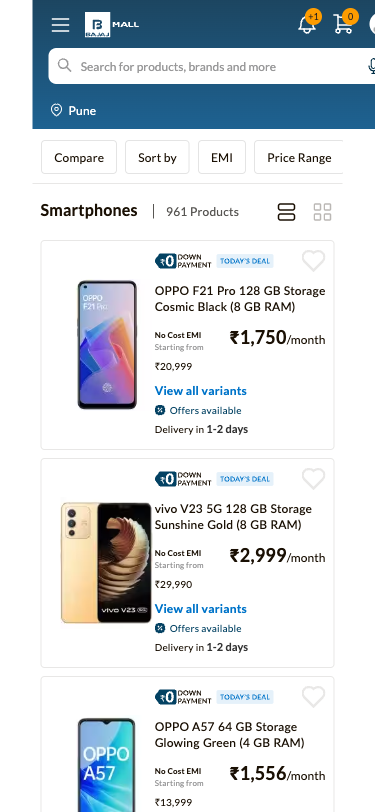 B
BAJAJ
MALL
+1
0
Search for products, brands and more
Pune
Compare
Sort by
EMI
Price Range
Smartphones
961 Products
₹0 DOWN PAYMENT
TODAY'S DEAL
OPPO
F21 Pro
OPPO F21 Pro 128 GB Storage
Cosmic Black (8 GB RAM)
No Cost EMI
Starting from
₹1,750/month
₹20,999
View all variants
Offers available
Delivery in 1-2 days
₹0 DOWN PAYMENT
TODAY'S DEAL
vivo V23
vivo V23 5G 128 GB Storage
Sunshine Gold (8 GB RAM)
No Cost EMI
Starting from
₹2,999/month
₹29,990
View all variants
Offers available
Delivery in 1-2 days
₹0 DOWN PAYMENT
TODAY'S DEAL
OPPO
A57
OPPO A57 64 GB Storage
Glowing Green (4 GB RAM)
No Cost EMI
Starting from
₹1,556/month
₹13,999